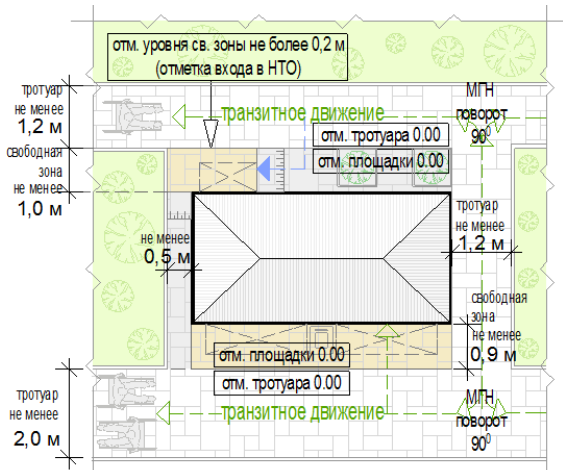 отм. уровня св. зоны не более 0,2 м
(отметка входа в НТО)
тротуар
не менее
1,2 м
транзитное движение
МГН
поворот
90⁰
отм. тротуара 0.00
отм. площадки 0.00
свободная
зона
не менее
1,0 м
не менее
0,5 м
тротуар
не менее
1,2 м
свободная
зона
не менее
0,9 м
отм. площадки 0.00
отм. тротуара 0.00
тротуар
не менее
2,0 м
транзитное движение
МГН
поворот
90⁰